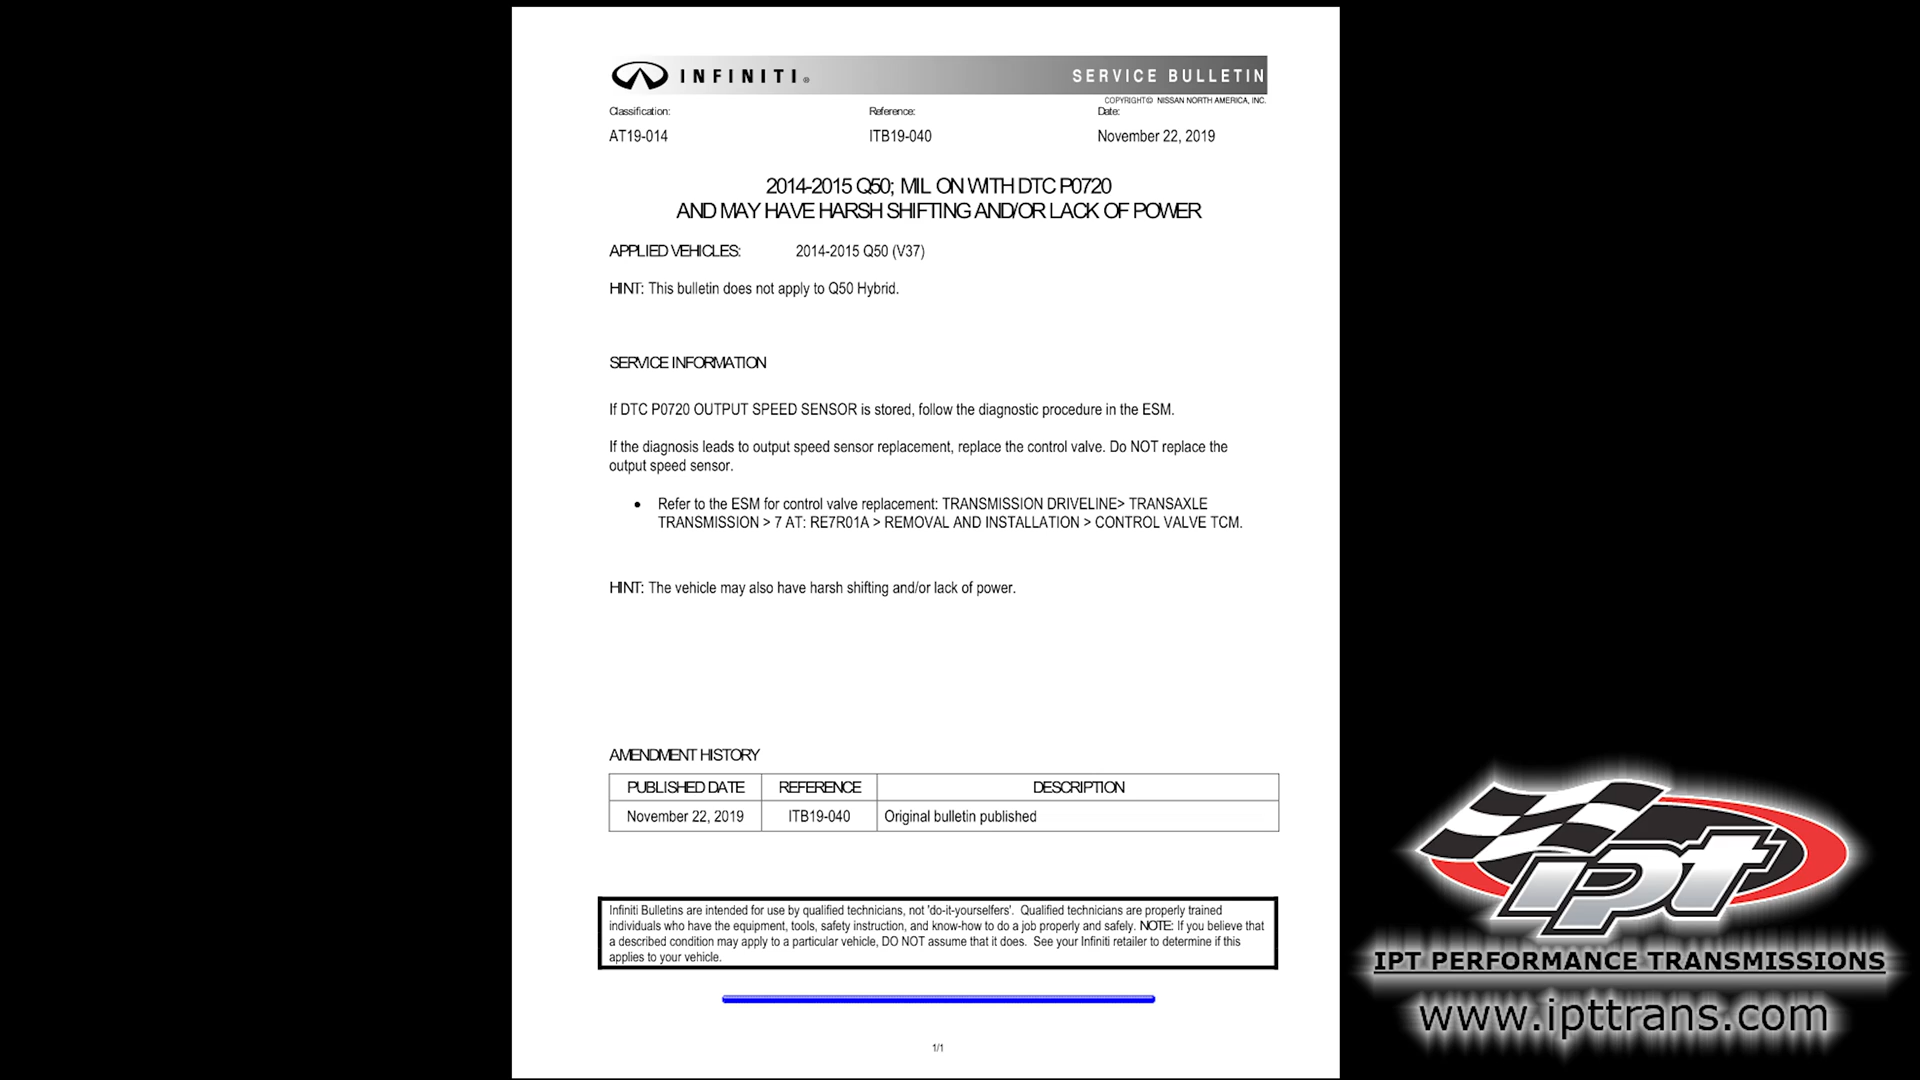 INFINITI®
SERVICE BULLETIN
COPYRIGHT© NISSAN NORTH AMERICA, INC.
Classification: Reference: Date:
AT19-014 ITB19-040 November 22, 2019
2014-2015 Q50; MIL ON WITH DTC P0720
AND MAY HAVE HARSH SHIFTING AND/OR LACK OF POWER
APPLIED VEHICLES: 2014-2015 Q50 (V37)
HINT: This bulletin does not apply to Q50 Hybrid.
SERVICE INFORMATION
If DTC P0720 OUTPUT SPEED SENSOR is stored, follow the diagnostic procedure in the ESM.
If the diagnosis leads to output speed sensor replacement, replace the control valve. Do NOT replace the
output speed sensor.
• Refer to the ESM for control valve replacement: TRANSMISSION DRIVELINE> TRANSAXLE
TRANSMISSION > 7 AT: RE7R01A > REMOVAL AND INSTALLATION > CONTROL VALVE TCM.
HINT: The vehicle may also have harsh shifting and/or lack of power.
AMENDMENT HISTORY
PUBLISHED DATE REFERENCE DESCRIPTION
November 22, 2019 ITB19-040 Original bulletin published
Infiniti Bulletins are intended for use by qualified technicians, not 'do-it-yourselfers'. Qualified technicians are properly trained
individuals who have the equipment, tools, safety instruction, and know-how to do a job properly and safely. NOTE: If you believe that
a described condition may apply to a particular vehicle, DO NOT assume that it does. See your Infiniti retailer to determine if this
applies to your vehicle.
1/1
ipt
IPT PERFORMANCE TRANSMISSIONS
www.ipttrans.com